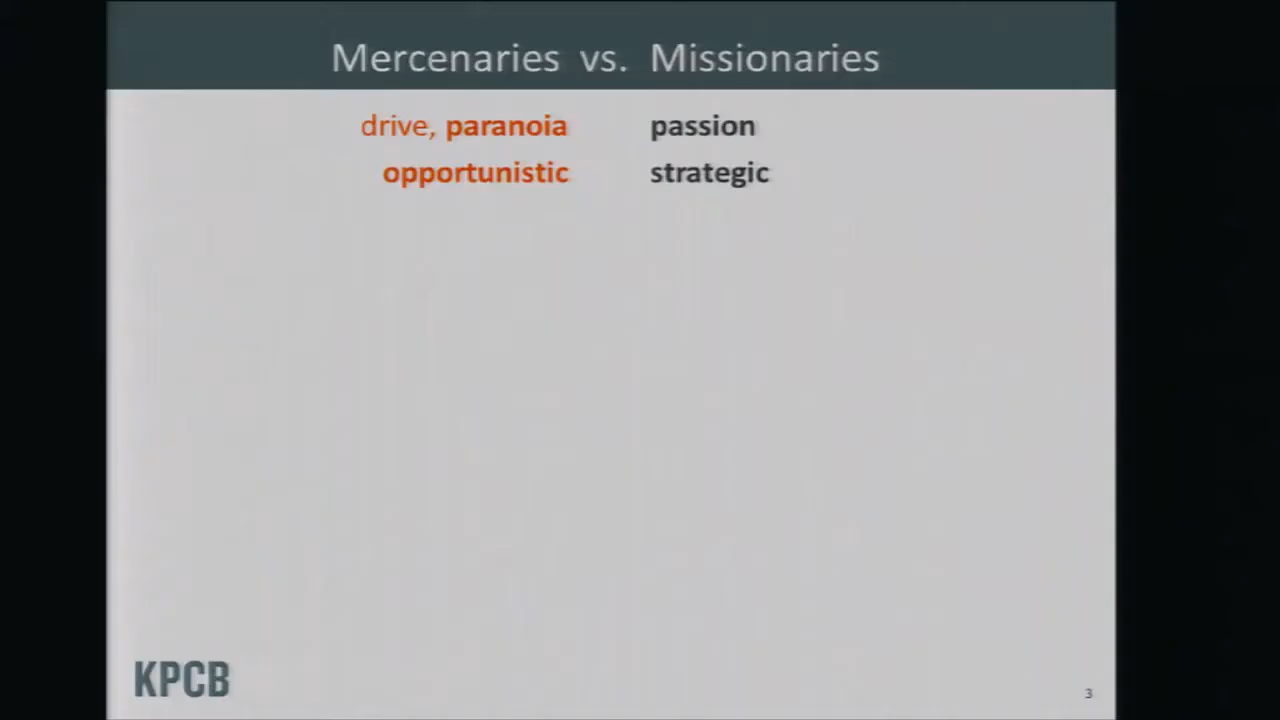 Mercenaries vs. Missionaries
drive, paranoia passion
opportunistic strategic
KPCB
3